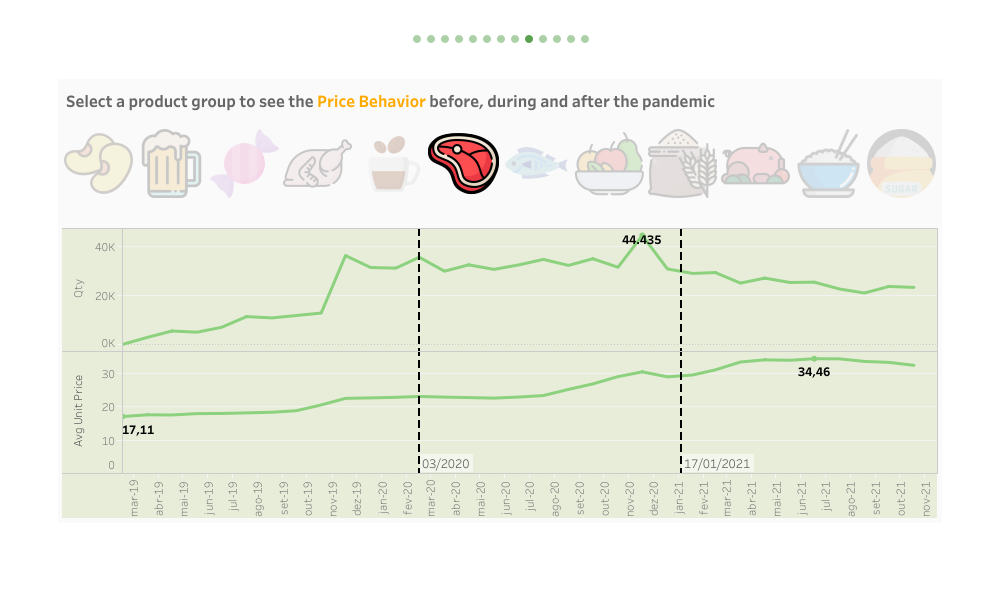 Select a product group to see the Price Behavior before, during and after the pandemic
SUGAR
Qty
40K
20K
0K
44.435
Avg Unit Price
30
20
10
0
17,11
34,46
03/2020
17/01/2021
mar-19
abr-19
mai-19
jun-19
jul-19
ago-19
set-19
out-19
nov-19
dez-19
jan-20
fev-20
mar-20
abr-20
mai-20
jun-20
jul-20
ago-20
set-20
out-20
nov-20
dez-20
jan-21
fev-21
mar-21
abr-21
mai-21
jun-21
jul-21
ago-21
set-21
out-21
nov-21